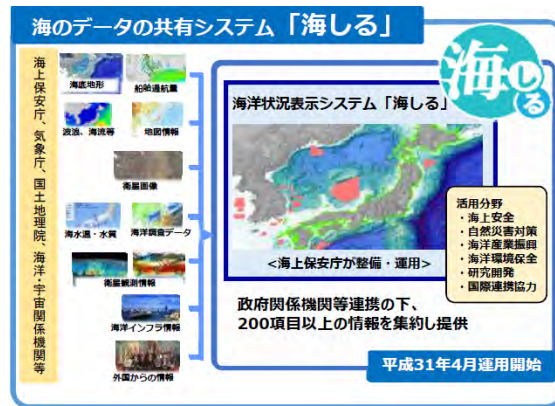 海のデータの共有システム「海しる」
海しる
海上保安庁、気象庁、国土地理院、海洋・宇宙関係機関等
海底地形
船舶通航量
波浪、海流等
地図情報
衛星画像
海水温・水質
海洋調査データ
衛星観測情報
海洋インフラ情報
外国からの情報
海洋状況表示システム「海しる」
<海上保安庁が整備・運用>
活用分野
・海上安全
・自然災害対策
・海洋産業振興
・海洋環境保全
・研究開発
・国際連携協力
政府関係機関等連携の下、
200項目以上の情報を集約し提供
平成31年4月運用開始